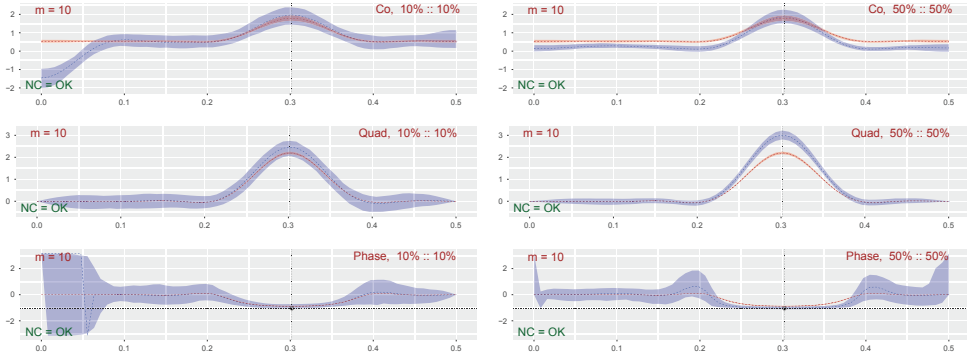 m = 10
Co, 10% :: 10%
2
1
0
−1
−2
NC = OK
0.0 0.1 0.2 0.3 0.4 0.5
m = 10
Co, 50% :: 50%
2
1
0
−1
−2
NC = OK
0.0 0.1 0.2 0.3 0.4 0.5
m = 10
Quad, 10% :: 10%
3
2
1
0
NC = OK
0.0 0.1 0.2 0.3 0.4 0.5
m = 10
Quad, 50% :: 50%
3
2
1
0
NC = OK
0.0 0.1 0.2 0.3 0.4 0.5
m = 10
Phase, 10% :: 10%
2
0
−2
NC = OK
0.0 0.1 0.2 0.3 0.4 0.5
m = 10
Phase, 50% :: 50%
2
0
−2
NC = OK
0.0 0.1 0.2 0.3 0.4 0.5